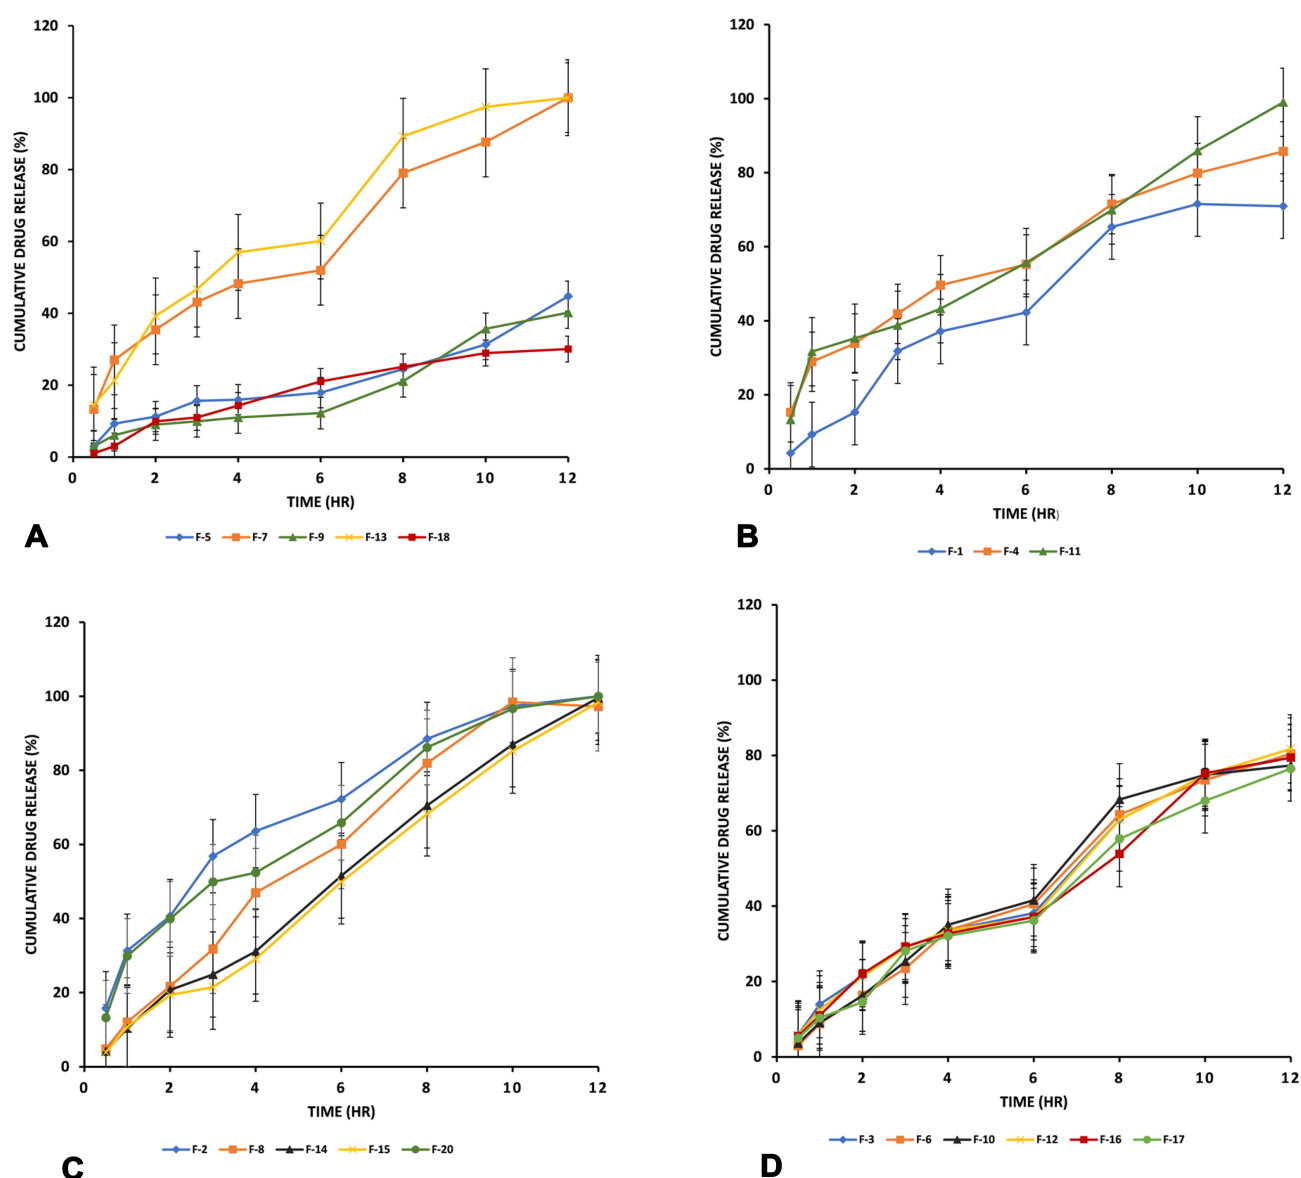 120
100
80
60
40
20
0
CUMULATIVE DRUG RELEASE (%)
0 2 4 6 8 10 12
TIME (HR)
F-5 F-7 F-9 F-13 F-18
A
120
100
80
60
40
20
0
CUMULATIVE DRUG RELEASE (%)
0 2 4 6 8 10 12
TIME (HR)
F-1 F-4 F-11
B
120
100
80
60
40
20
0
CUMULATIVE DRUG RELEASE (%)
0 2 4 6 8 10 12
TIME (HR)
F-2 F-8 F-14 F-15 F-20
C
120
100
80
60
40
20
0
CUMULATIVE DRUG RELEASE (%)
0 2 4 6 8 10 12
TIME (HR)
F-3 F-6 F-10 F-12 F-16 F-17
D